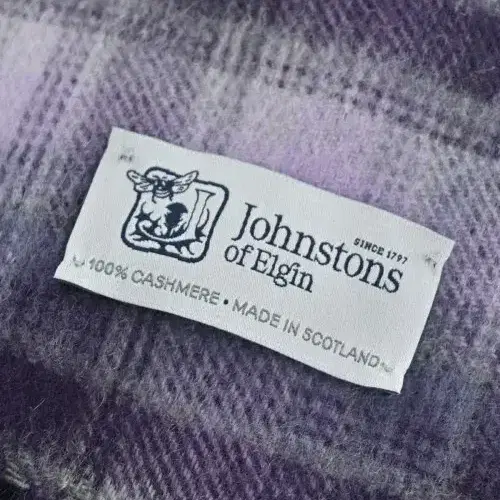 SINCE 1797
Johnstons
of Elgin
100% CASHMERE • MADE IN SCOTLAND